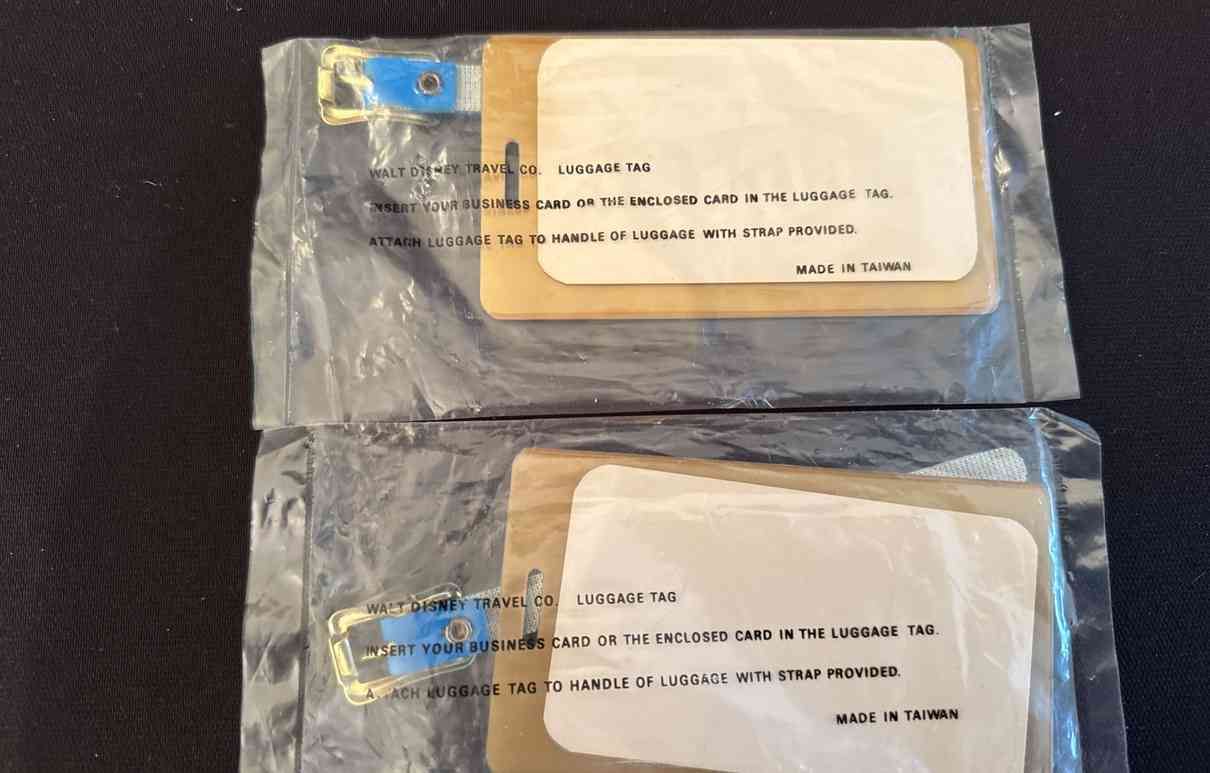 WALT DISNEY TRAVEL CO. LUGGAGE TAG
INSERT YOUR BUSINESS CARD OR THE ENCLOSED CARD IN THE LUGGAGE TAG.
ATTACH LUGGAGE TAG TO HANDLE OF LUGGAGE WITH STRAP PROVIDED.
MADE IN TAIWAN
WALT DISNEY TRAVEL CO. LUGGAGE TAG
INSERT YOUR BUSINESS CARD OR THE ENCLOSED CARD IN THE LUGGAGE TAG.
ATTACH LUGGAGE TAG TO HANDLE OF LUGGAGE WITH STRAP PROVIDED.
MADE IN TAIWAN